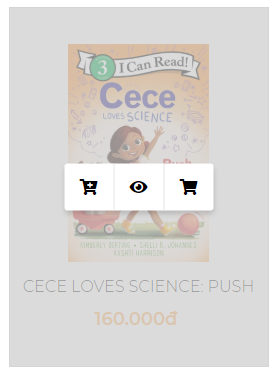 3
I Can Read!
Cece
LOVES SCIENCE
Push
KIMBERLY DERTING AND SHELLI R. JOHANNES
VASHTI HARRISON
CECE LOVES SCIENCE: PUSH
160.000đ